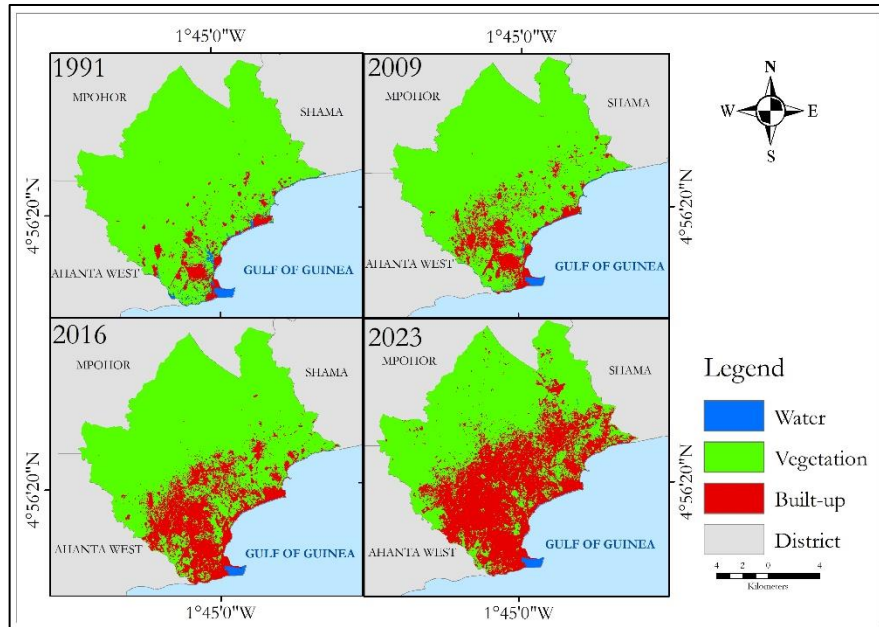 1°45'0"W
1°45'0"W
1991
MPOHOR
SHAMA
AHANTA WEST
GULF OF GUINEA
4°56'20"N
2009
MPOHOR
SHAMA
AHANTA WEST
GULF OF GUINEA
4°56'20"N
N
W
E
S
2016
MPOHOR
SHAMA
AHANTA WEST
GULF OF GUINEA
4°56'20"N
1°45'0"W
2023
MPOHOR
SHAMA
AHANTA WEST
GULF OF GUINEA
4°56'20"N
1°45'0"W
Legend
Water
Vegetation
Built-up
District
4 2 0 4
Kilometers